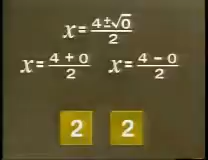 x = 4±√0 / 2
x = 4 + 0 / 2  x = 4 − 0 / 2
2  2